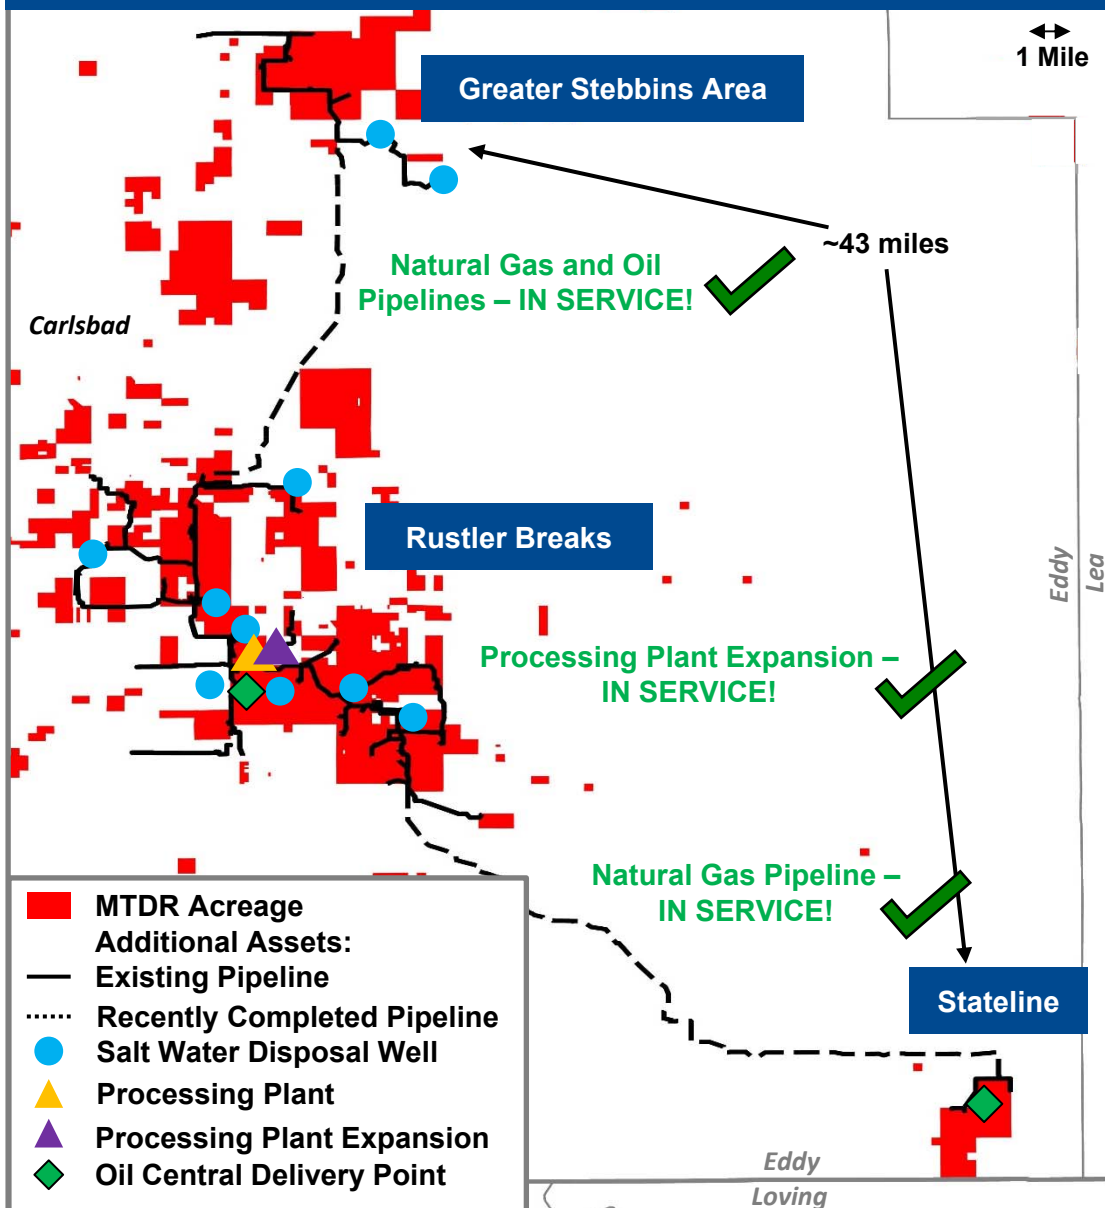 1 Mile
Greater Stebbins Area
~43 miles
Natural Gas and Oil
Pipelines – IN SERVICE!
Carlsbad
Rustler Breaks
Eddy
Lea
Processing Plant Expansion –
IN SERVICE!
Natural Gas Pipeline –
IN SERVICE!
MTDR Acreage
Additional Assets:
Existing Pipeline
Recently Completed Pipeline
Salt Water Disposal Well
Processing Plant
Processing Plant Expansion
Oil Central Delivery Point
Stateline
Eddy
Loving